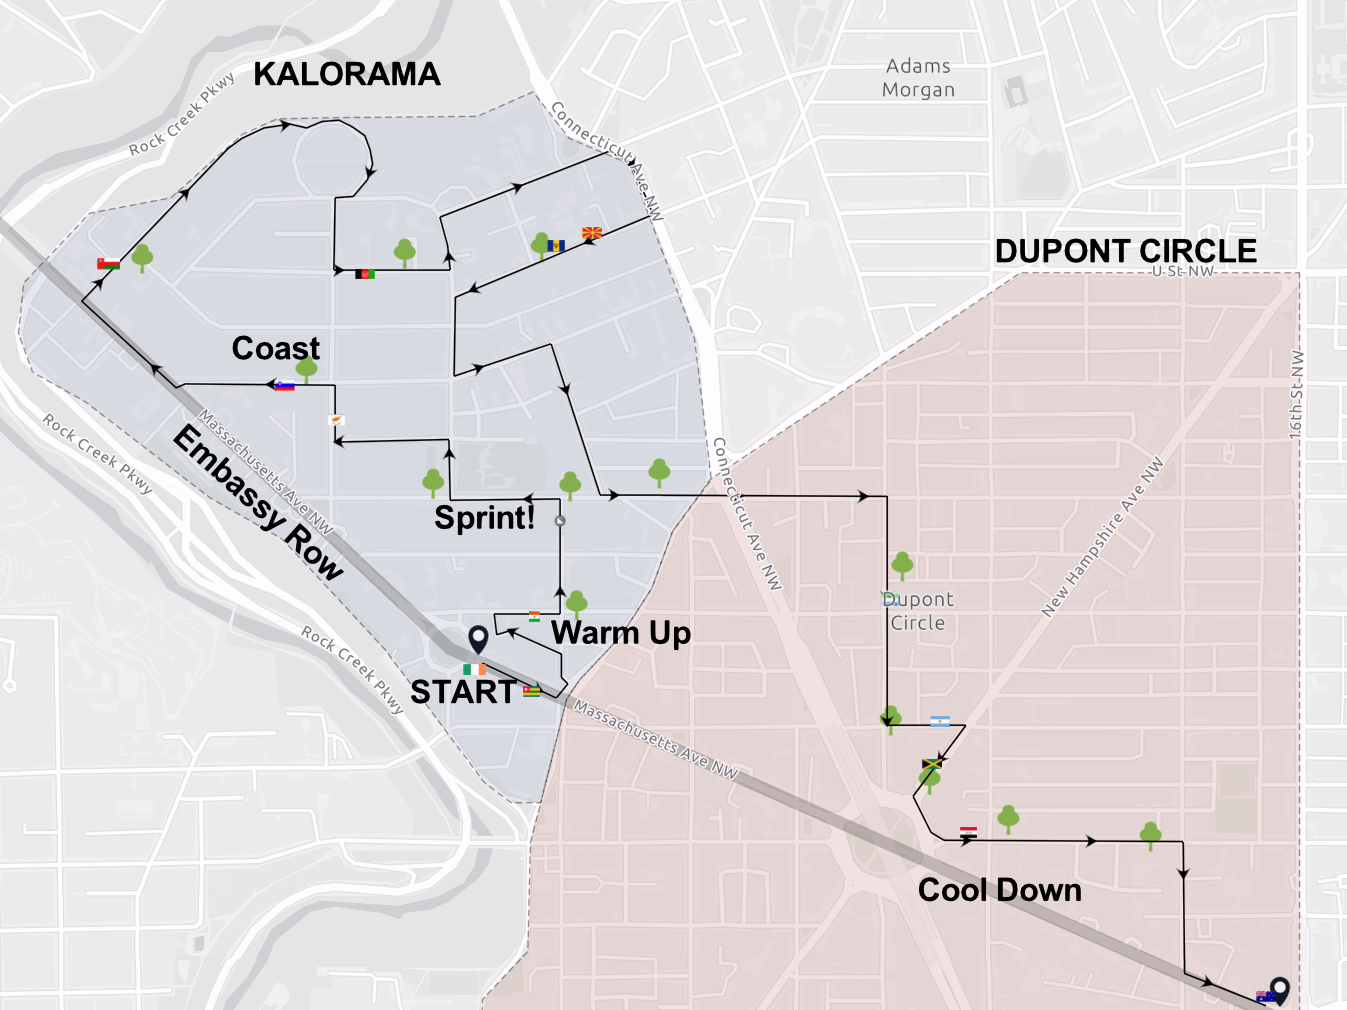 KALORAMA
Adams
Morgan
Rock Creek Pkwy
Connecticut Ave NW
DUPONT CIRCLE
U St NW
Coast
16th St NW
Rock Creek Pkwy
Massachusetts Ave NW
Embassy Row
Sprint!
Connecticut Ave NW
New Hampshire Ave NW
Dupont
Circle
Warm Up
Rock Creek Pkwy
START
Massachusetts Ave NW
Cool Down